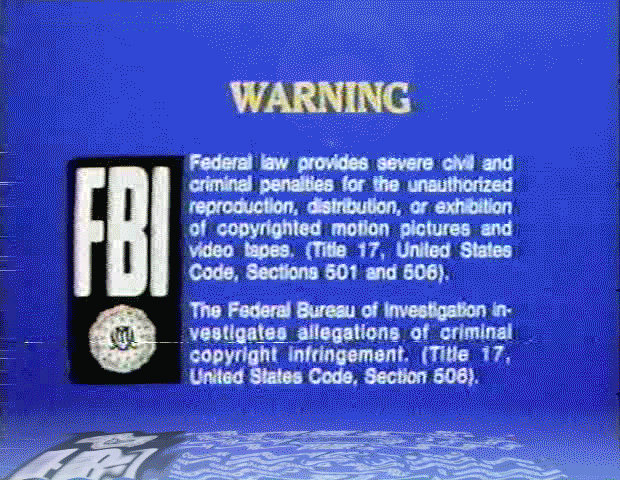 WARNING
FBI
Federal law provides severe civil and
criminal penalties for the unauthorized
reproduction, distribution, or exhibition
of copyrighted motion pictures and
video tapes. (Title 17, United States
Code, Sections 501 and 506).
The Federal Bureau of Investigation in-
vestigates allegations of criminal
copyright infringement. (Title 17,
United States Code, Section 506).